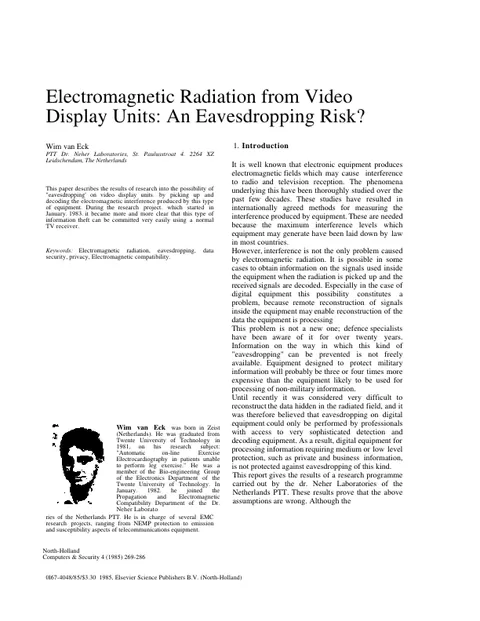 Electromagnetic Radiation from Video
Display Units: An Eavesdropping Risk?
Wim van Eck
PTT Dr. Neher Laboratories, St. Paulusstroat 4. 2264 XZ
Leidschendam, The Netherlands
This paper describes the results of research into the possibility of
"eavesdropping" on video display units. by picking up and
decoding the electromagnetic interference produced by this type
of equipment. During the research project. which started in
January. 1983. it became more and more clear that this type of
information theft can be committed very easily using a normal
TV receiver.
Keywords: Electromagnetic radiation, eavesdropping, data
security, privacy, Electromagnetic compatibility.
Wim van Eck was born in Zeist
(Netherlands). He was graduated from
Twente University of Technology in
1981, on his research subject:
"Automatic on-line Exercise
Electrocardiography in patients unable
to perform leg exercise." He was a
member of the Bio-engineering Group
of the Electronics Department of the
Twente University of Technology. In
January 1982. he joined the
Propagation and Electromagnetic
Compatibility Department of the Dr.
Neher Laborato
ries of the Netherlands PTT. He is in charge of several EMC
research projects, ranging from NEMP protection to emission
and susceptibility aspects of telecommunications equipment.
North-Holland
Computers & Security 4 (1985) 269-286
0I67-4048/85/$3.30 1985, Elsevier Science Publishers B.V. (North-Holland)
1. Introduction
It is well known that electronic equipment produces
electromagnetic fields which may cause interference
to radio and television reception. The phenomena
underlying this have been thoroughly studied over the
past few decades. These studies have resulted in
internationally agreed methods for measuring the
interference produced by equipment. These are needed
because the maximum interference levels which
equipment may generate have been laid down by law
in most countries.
However, interference is not the only problem caused
by electromagnetic radiation. It is possible in some
cases to obtain information on the signals used inside
the equipment when the radiation is picked up and the
received signals are decoded. Especially in the case of
digital equipment this possibility constitutes a
problem, because remote reconstruction of signals
inside the equipment may enable reconstruction of the
data the equipment is processing
This problem is not a new one; defence specialists
have been aware of it for over twenty years.
Information on the way in which this kind of
"eavesdropping" can be prevented is not freely
available. Equipment designed to protect military
information will probably be three or four times more
expensive than the equipment likely to be used for
processing of non-military information.
Until recently it was considered very difficult to
reconstruct the data hidden in the radiated field, and it
was therefore believed that eavesdropping on digital
equipment could only be performed by professionals
with access to very sophisticated detection and
decoding equipment. As a result, digital equipment for
processing information requiring medium or low level
protection, such as private and business information,
is not protected against eavesdropping of this kind.
This report gives the results of a research programme
carried out by the dr. Neher Laboratories of the
Netherlands PTT. These results prove that the above
assumptions are wrong. Although the